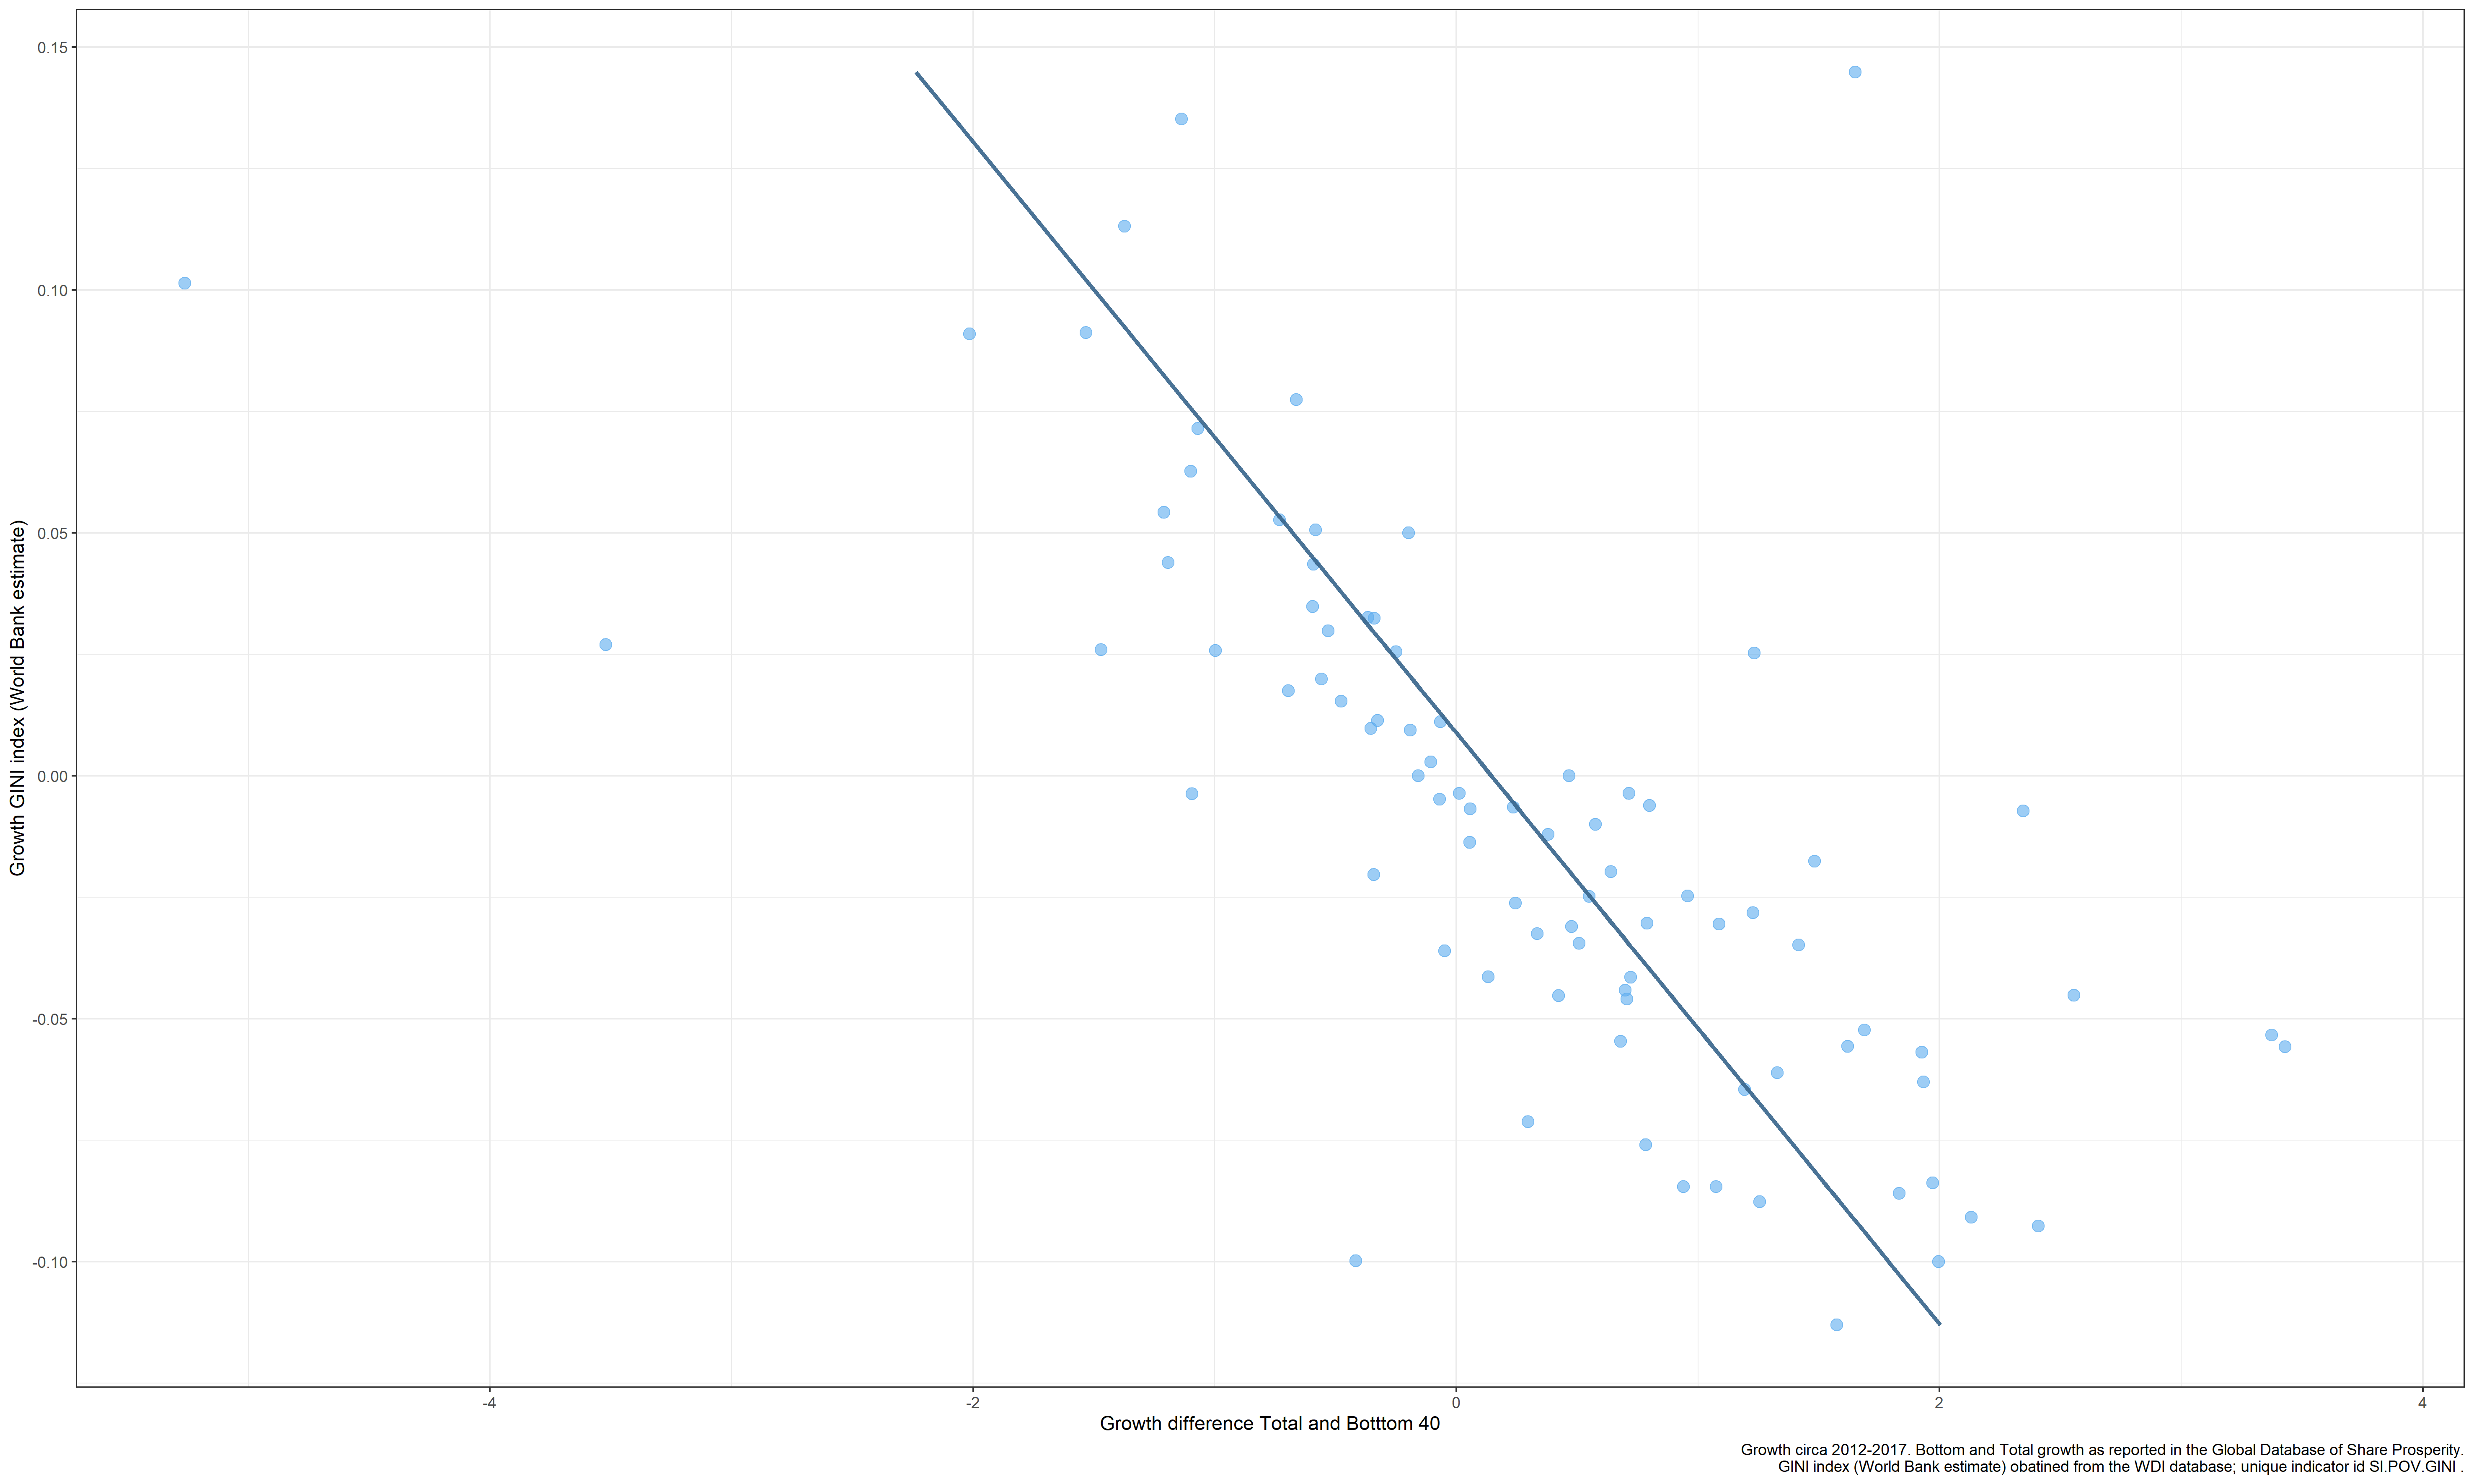 0.15
0.10
0.05
0.00
-0.05
-0.10
Growth GINI index (World Bank estimate)
-4 -2 0 2 4
Growth difference Total and Botttom 40
Growth circa 2012-2017. Bottom and Total growth as reported in the Global Database of Share Prosperity.
GINI index (World Bank estimate) obatined from the WDI database; unique indicator id SI.POV.GINI .